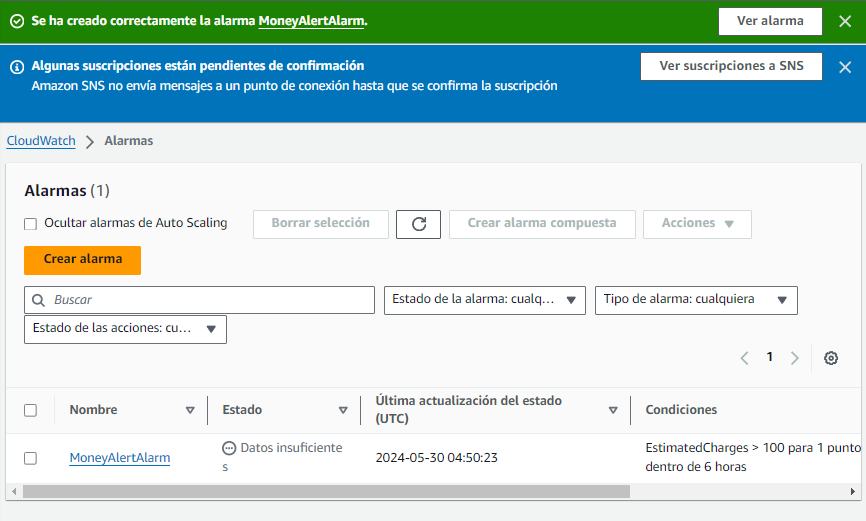 Se ha creado correctamente la alarma MoneyAlertAlarm.
Ver alarma
Algunas suscripciones están pendientes de confirmación
Amazon SNS no envía mensajes a un punto de conexión hasta que se confirma la suscripción
Ver suscripciones a SNS
CloudWatch > Alarmas
Alarmas (1)
Ocultar alarmas de Auto Scaling
Borrar selección
Crear alarma compuesta
Acciones
Crear alarma
Buscar
Estado de la alarma: cualq...
Tipo de alarma: cualquiera
Estado de las acciones: cu...
1
Nombre
Estado
Última actualización del estado
(UTC)
Condiciones
MoneyAlertAlarm
Datos insuficiente
s
2024-05-30 04:50:23
EstimatedCharges > 100 para 1 punto
dentro de 6 horas